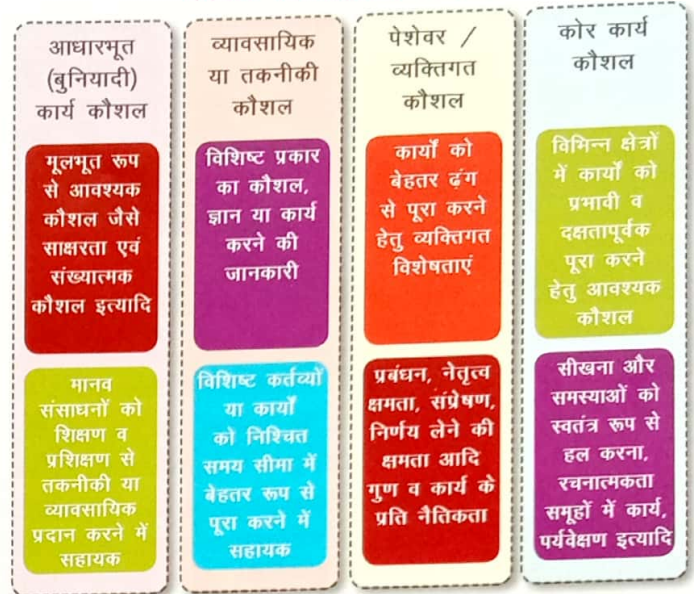 आधारभूत
(बुनियादी)
कार्य कौशल
मूलभूत रूप
से आवश्यक
कौशल जैसे
साक्षरता एवं
संख्यात्मक
कौशल इत्यादि
मानव
संसाधनों को
शिक्षण व
प्रशिक्षण से
तकनीकी या
व्यावसायिक
प्रदान करने में
सहायक
व्यावसायिक
या तकनीकी
कौशल
विशिष्ट प्रकार
का कौशल,
ज्ञान या कार्य
करने की
जानकारी
विशिष्ट कर्तव्यों
या कार्यों
को निश्चित
समय सीमा में
बेहतर रूप से
पूरा करने में
सहायक
पेशेवर /
व्यक्तिगत
कौशल
कार्यों को
बेहतर ढ़ंग
से पूरा करने
हेतु व्यक्तिगत
विशेषताएं
प्रबंधन, नेतृत्व
क्षमता, संप्रेषण,
निर्णय लेने की
क्षमता आदि
गुण व कार्य के
प्रति नैतिकता
कोर कार्य
कौशल
विभिन्न क्षेत्रों
में कार्यों को
प्रभावी व
दक्षतापूर्वक
पूरा करने
हेतु आवश्यक
कौशल
सीखना और
समस्याओं को
स्वतंत्र रूप से
हल करना,
रचनात्मकता
समूहों में कार्य,
पर्यवेक्षण इत्यादि